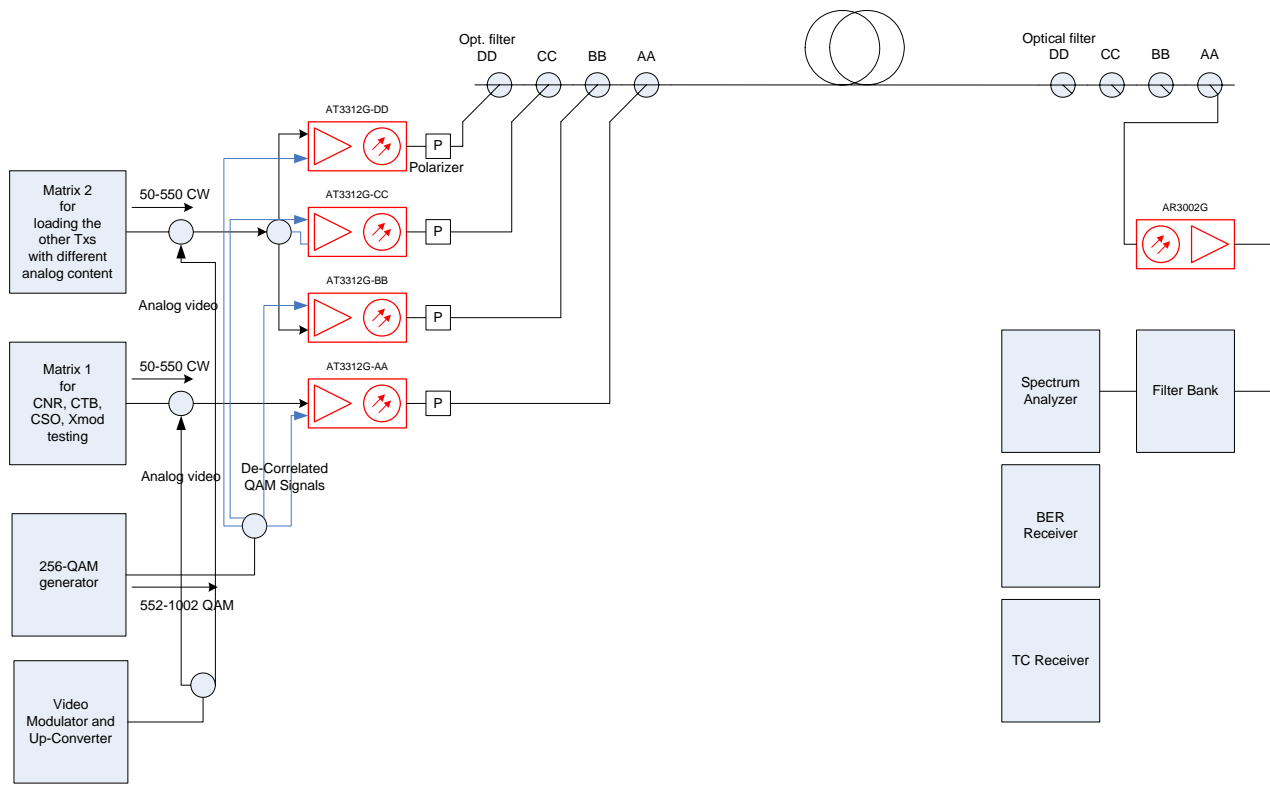 Opt. filter
DD
CC
BB
AA
Optical filter
DD
CC
BB
AA
AT3312G-DD
P
Polarizer
Matrix 2
for
loading the
other Txs
with different
analog content
50-550 CW
AT3312G-CC
P
AR3002G
Analog video
AT3312G-BB
P
Matrix 1
for
CNR, CTB,
CSO, Xmod
testing
50-550 CW
AT3312G-AA
P
Spectrum
Analyzer
Filter Bank
Analog video
De-Correlated
QAM Signals
BER
Receiver
256-QAM
generator
552-1002 QAM
TC Receiver
Video
Modulator and
Up-Converter